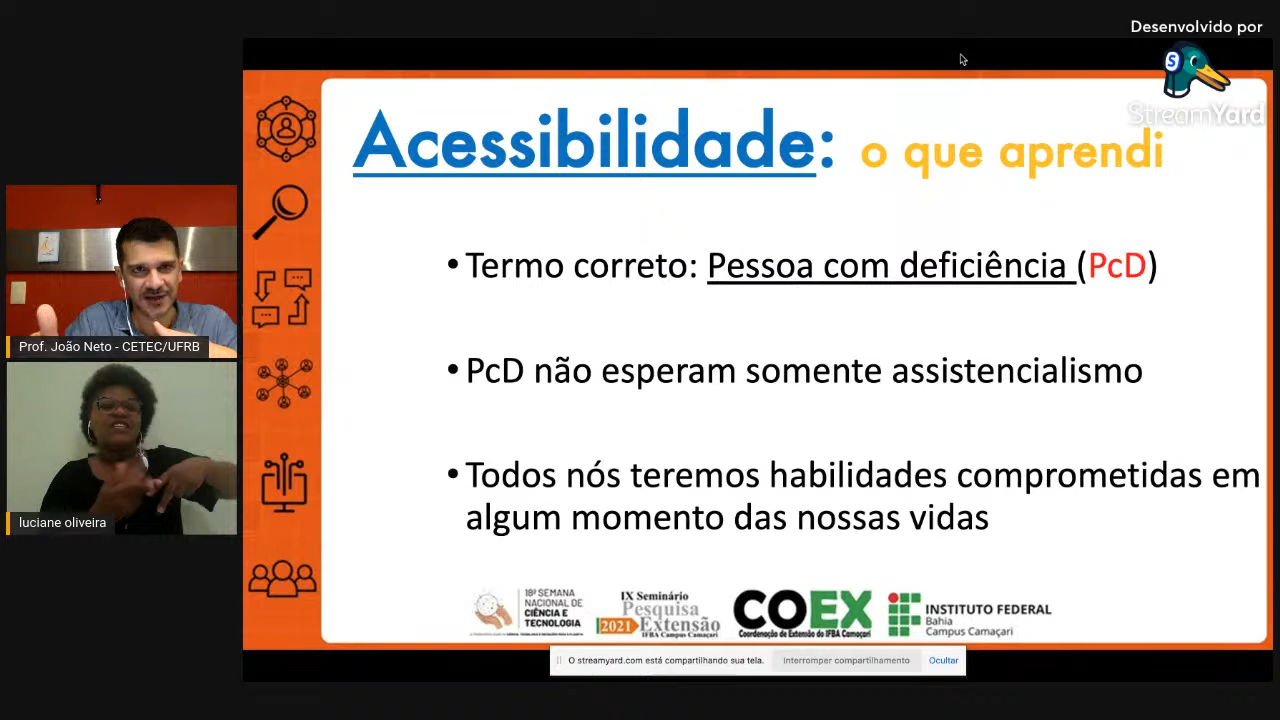 Desenvolvido por
StreamYard
Acessibilidade: o que aprendi
• Termo correto: Pessoa com deficiência (PcD)
• PcD não esperam somente assistencialismo
• Todos nós teremos habilidades comprometidas em
algum momento das nossas vidas
Prof. João Neto - CETEC/UFRB
luciane oliveira
18ª SEMANA
NACIONAL DE
CIÊNCIA E
TECNOLOGIA
IX Seminário
Pesquisa
2021 Extensão
IFBA Campus Camaçari
COEX
Coordenação de Extensão do IFBA Camaçari
INSTITUTO FEDERAL
Bahia
Campus Camaçari
O streamyard.com está compartilhando sua tela.
Interromper compartilhamento
Ocultar